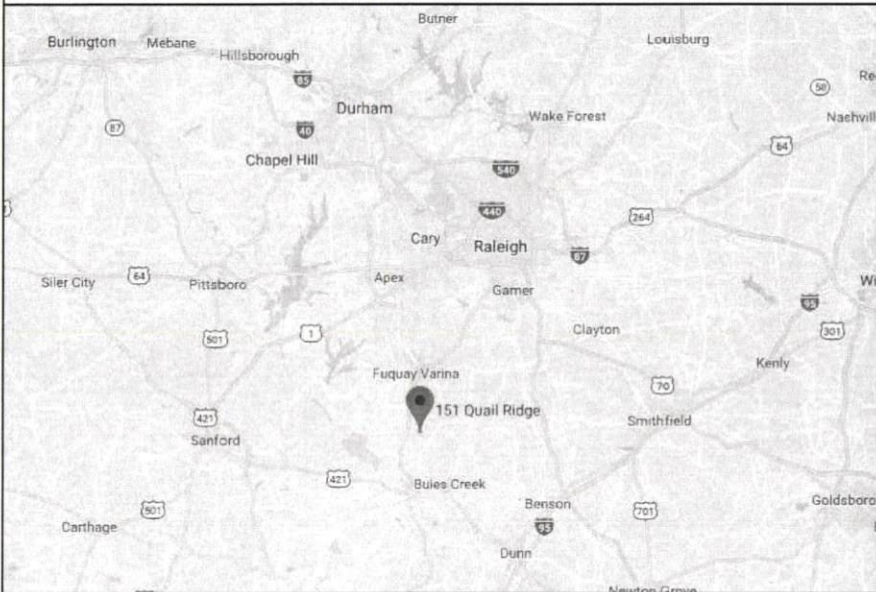 Butner
Burlington
Mebane
Louisburg
Hillsborough
85
58
Re
Durham
Wake Forest
Nashvill
87
40
64
Chapel Hill
540
440
264
Cary
Raleigh
87
64
Apex
Siler City
Pittsboro
Garner
Wi
95
501
1
Clayton
301
Kenly
Fuquay Varina
70
151 Quail Ridge
421
Smithfield
Sanford
421
Buies Creek
Benson
Goldsboro
501
701
Carthage
95
Dunn
Newton Grove